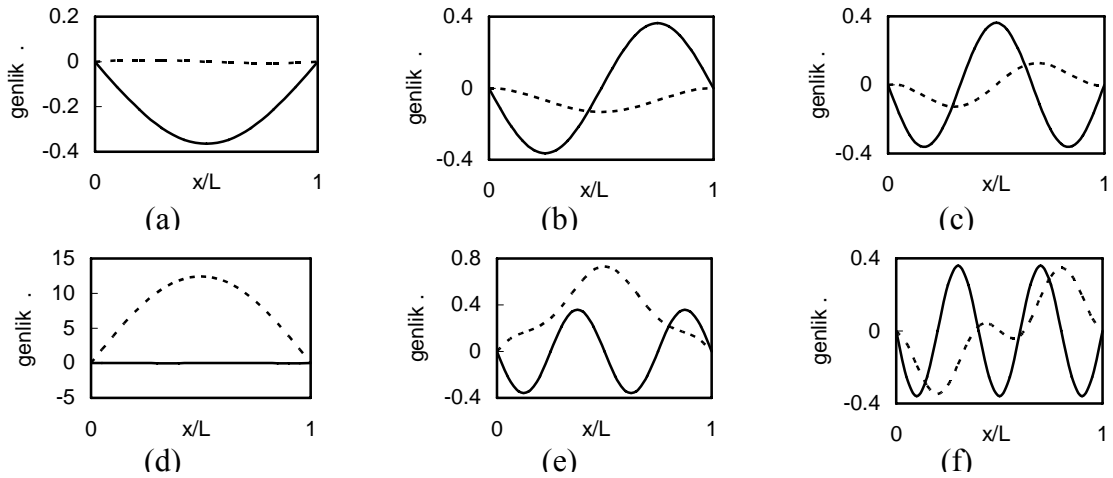 0.2
0
-0.2
-0.4
genlik .
0 x/L 1
(a)
0.4
0
-0.4
genlik .
0 x/L 1
(b)
0.4
0
-0.4
genlik .
0 x/L 1
(c)
15
10
5
0
-5
genlik .
0 x/L 1
(d)
0.8
0.4
0
-0.4
genlik .
0 x/L 1
(e)
0.4
0
-0.4
genlik .
0 x/L 1
(f)